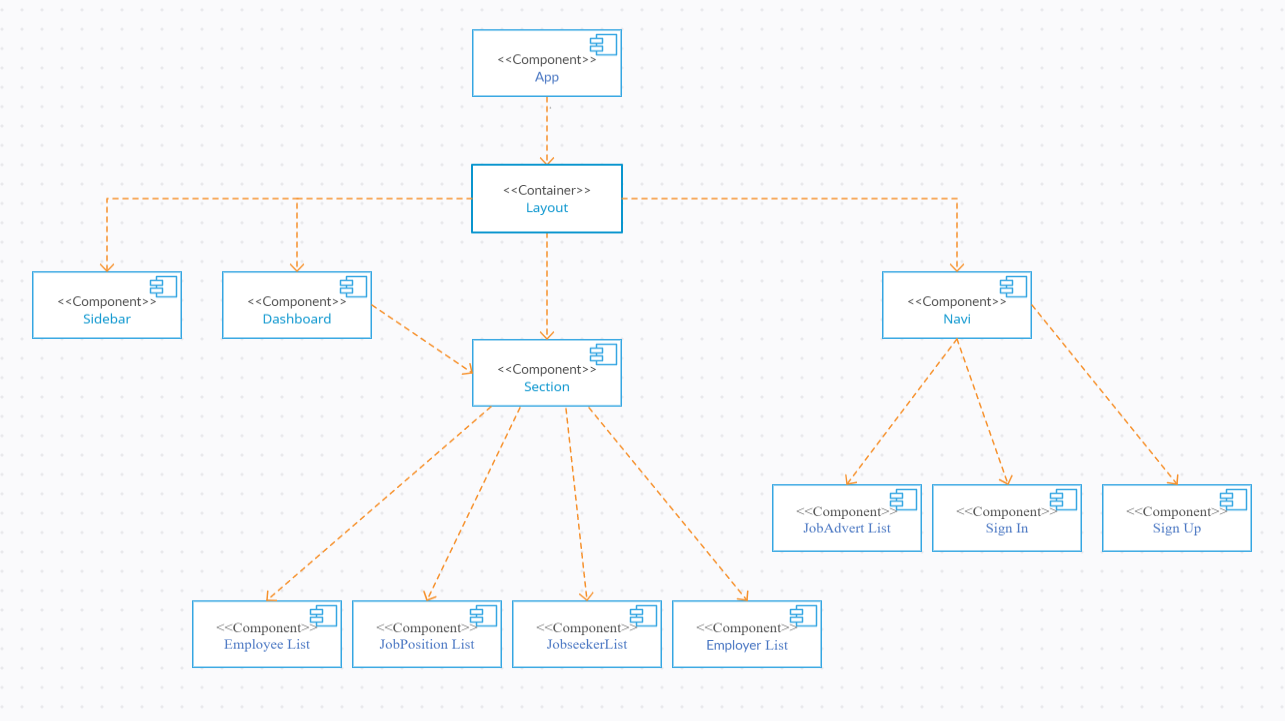 <<Component>>
App
<<Container>>
Layout
<<Component>>
Sidebar
<<Component>>
Dashboard
<<Component>>
Navi
<<Component>>
Section
<<Component>>
JobAdvert List
<<Component>>
Sign In
<<Component>>
Sign Up
<<Component>>
Employee List
<<Component>>
JobPosition List
<<Component>>
JobseekerList
<<Component>>
Employer List